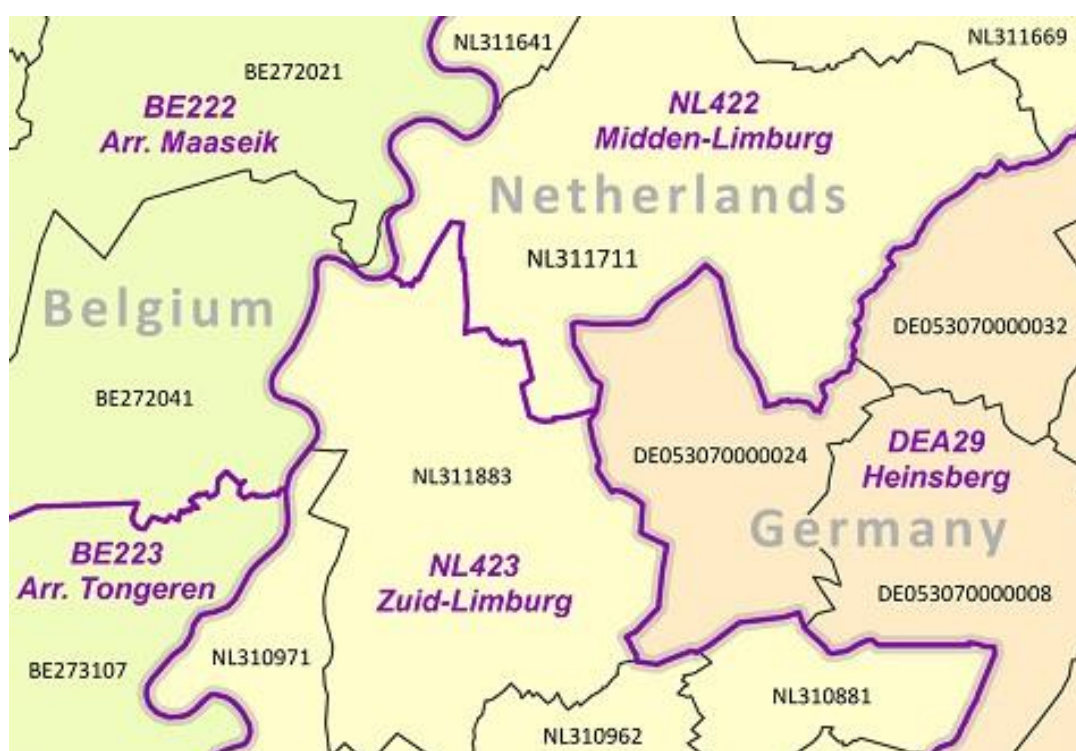 NL311641
NL311669
BE272021
BE222
Arr. Maaseik
NL422
Midden-Limburg
Netherlands
NL311711
Belgium
DE053070000032
BE272041
DE053070000024
DEA29
Heinsberg
NL311883
Germany
BE223
Arr. Tongeren
NL423
Zuid-Limburg
DE053070000008
NL310971
BE273107
NL310881
NL310962